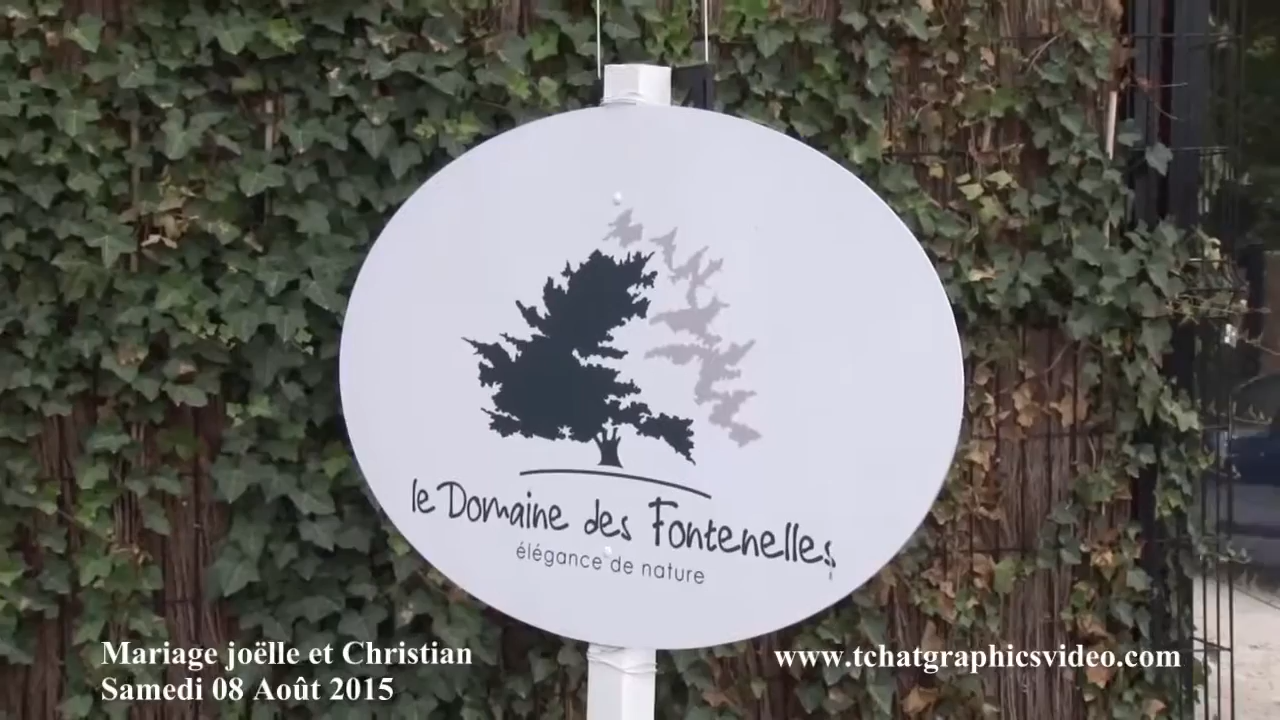 le Domaine des Fontenelles
élégance de nature
Mariage joëlle et Christian
Samedi 08 Août 2015
www.tchatgraphicsvideo.com